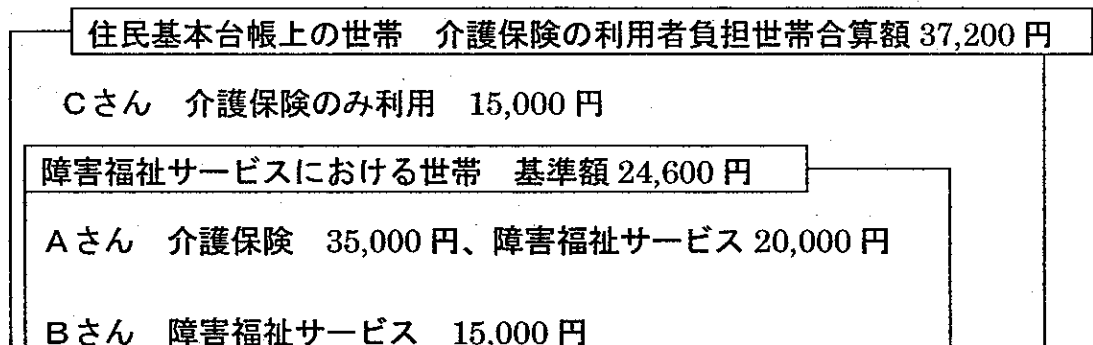 住民基本台帳上の世帯　介護保険の利用者負担世帯合算額 37,200 円
Cさん　介護保険のみ利用　15,000 円
障害福祉サービスにおける世帯　基準額 24,600 円
Aさん　介護保険　35,000 円、障害福祉サービス 20,000 円
Bさん　障害福祉サービス　15,000 円